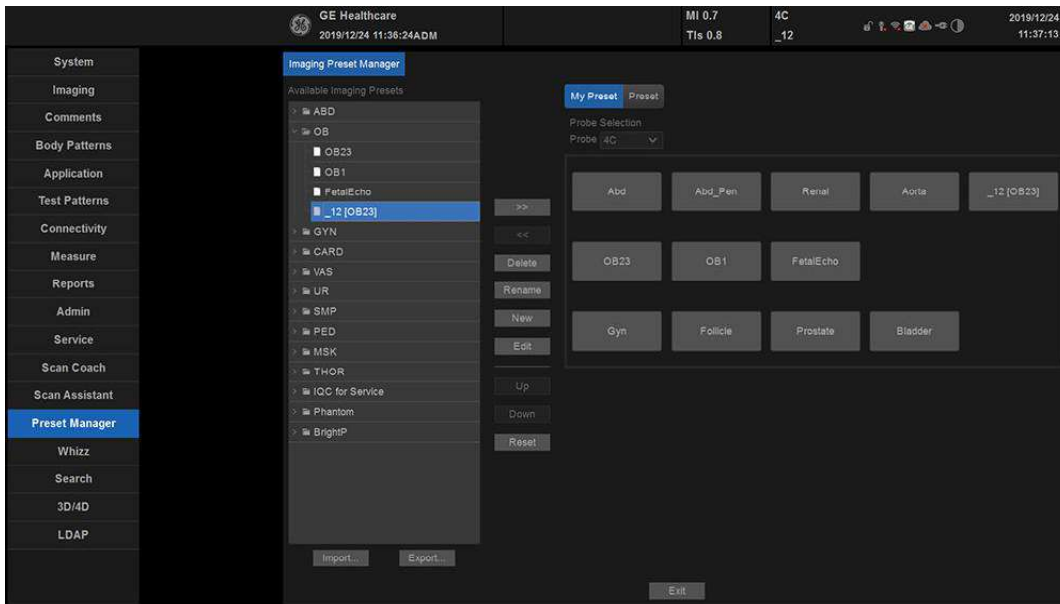 GE Healthcare
2019/12/24 11:36:24ADM
MI 0.7
TIs 0.8
4C
_12
2019/12/24
11:37:13
System
Imaging
Comments
Body Patterns
Application
Test Patterns
Connectivity
Measure
Reports
Admin
Service
Scan Coach
Scan Assistant
Preset Manager
Whizz
Search
3D/4D
LDAP
Imaging Preset Manager
Available Imaging Presets
ABD
OB
OB23
OB1
FetalEcho
_12 [OB23]
GYN
CARD
VAS
UR
SMP
PED
MSK
THOR
IQC for Service
Phantom
BrightP
Import...
Export...
>>
<<
Delete
Rename
New
Edit
Up
Down
Reset
My Preset Preset
Probe Selection
Probe 4C
Abd Abd_Pen Renal Aorta _12 [OB23]
OB23 OB1 FetalEcho
Gyn Follicle Prostate Bladder
Exit